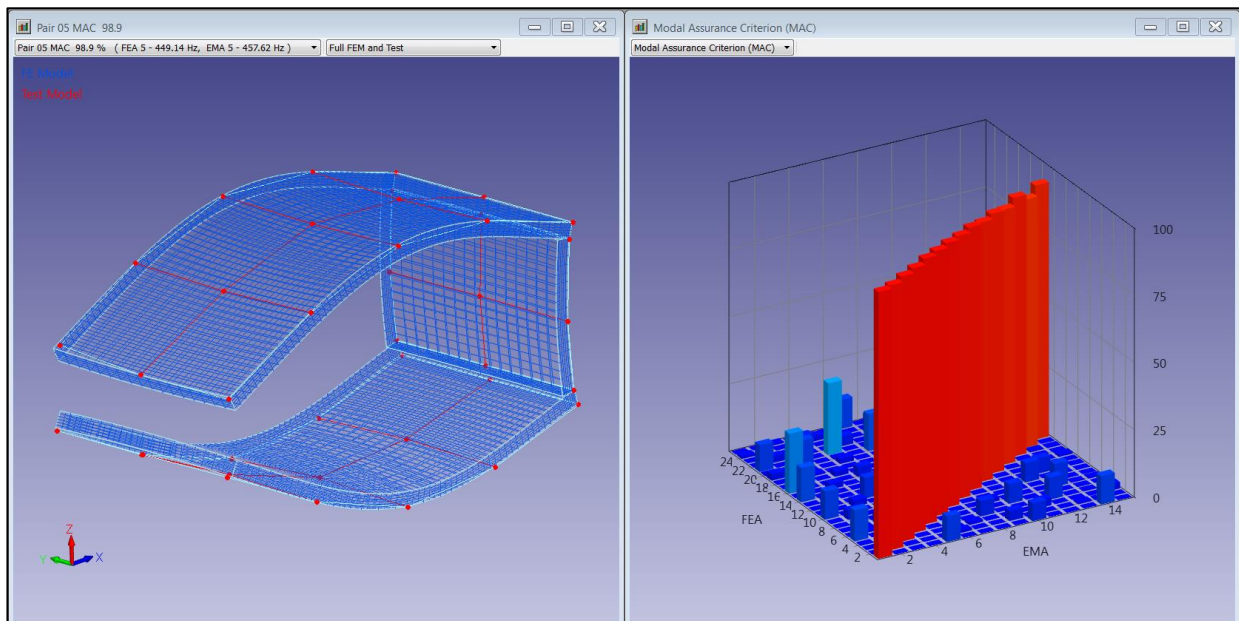 Pair 05 MAC 98.9
Pair 05 MAC 98.9 % ( FEA 5 - 449.14 Hz, EMA 5 - 457.62 Hz )
Full FEM and Test
FE Model
Test Model
Z
Y
X
Modal Assurance Criterion (MAC)
Modal Assurance Criterion (MAC)
100
75
50
25
0
24
22
20
18
16
14
12
10
8
6
4
2
FEA
2
4
6
8
10
12
14
EMA